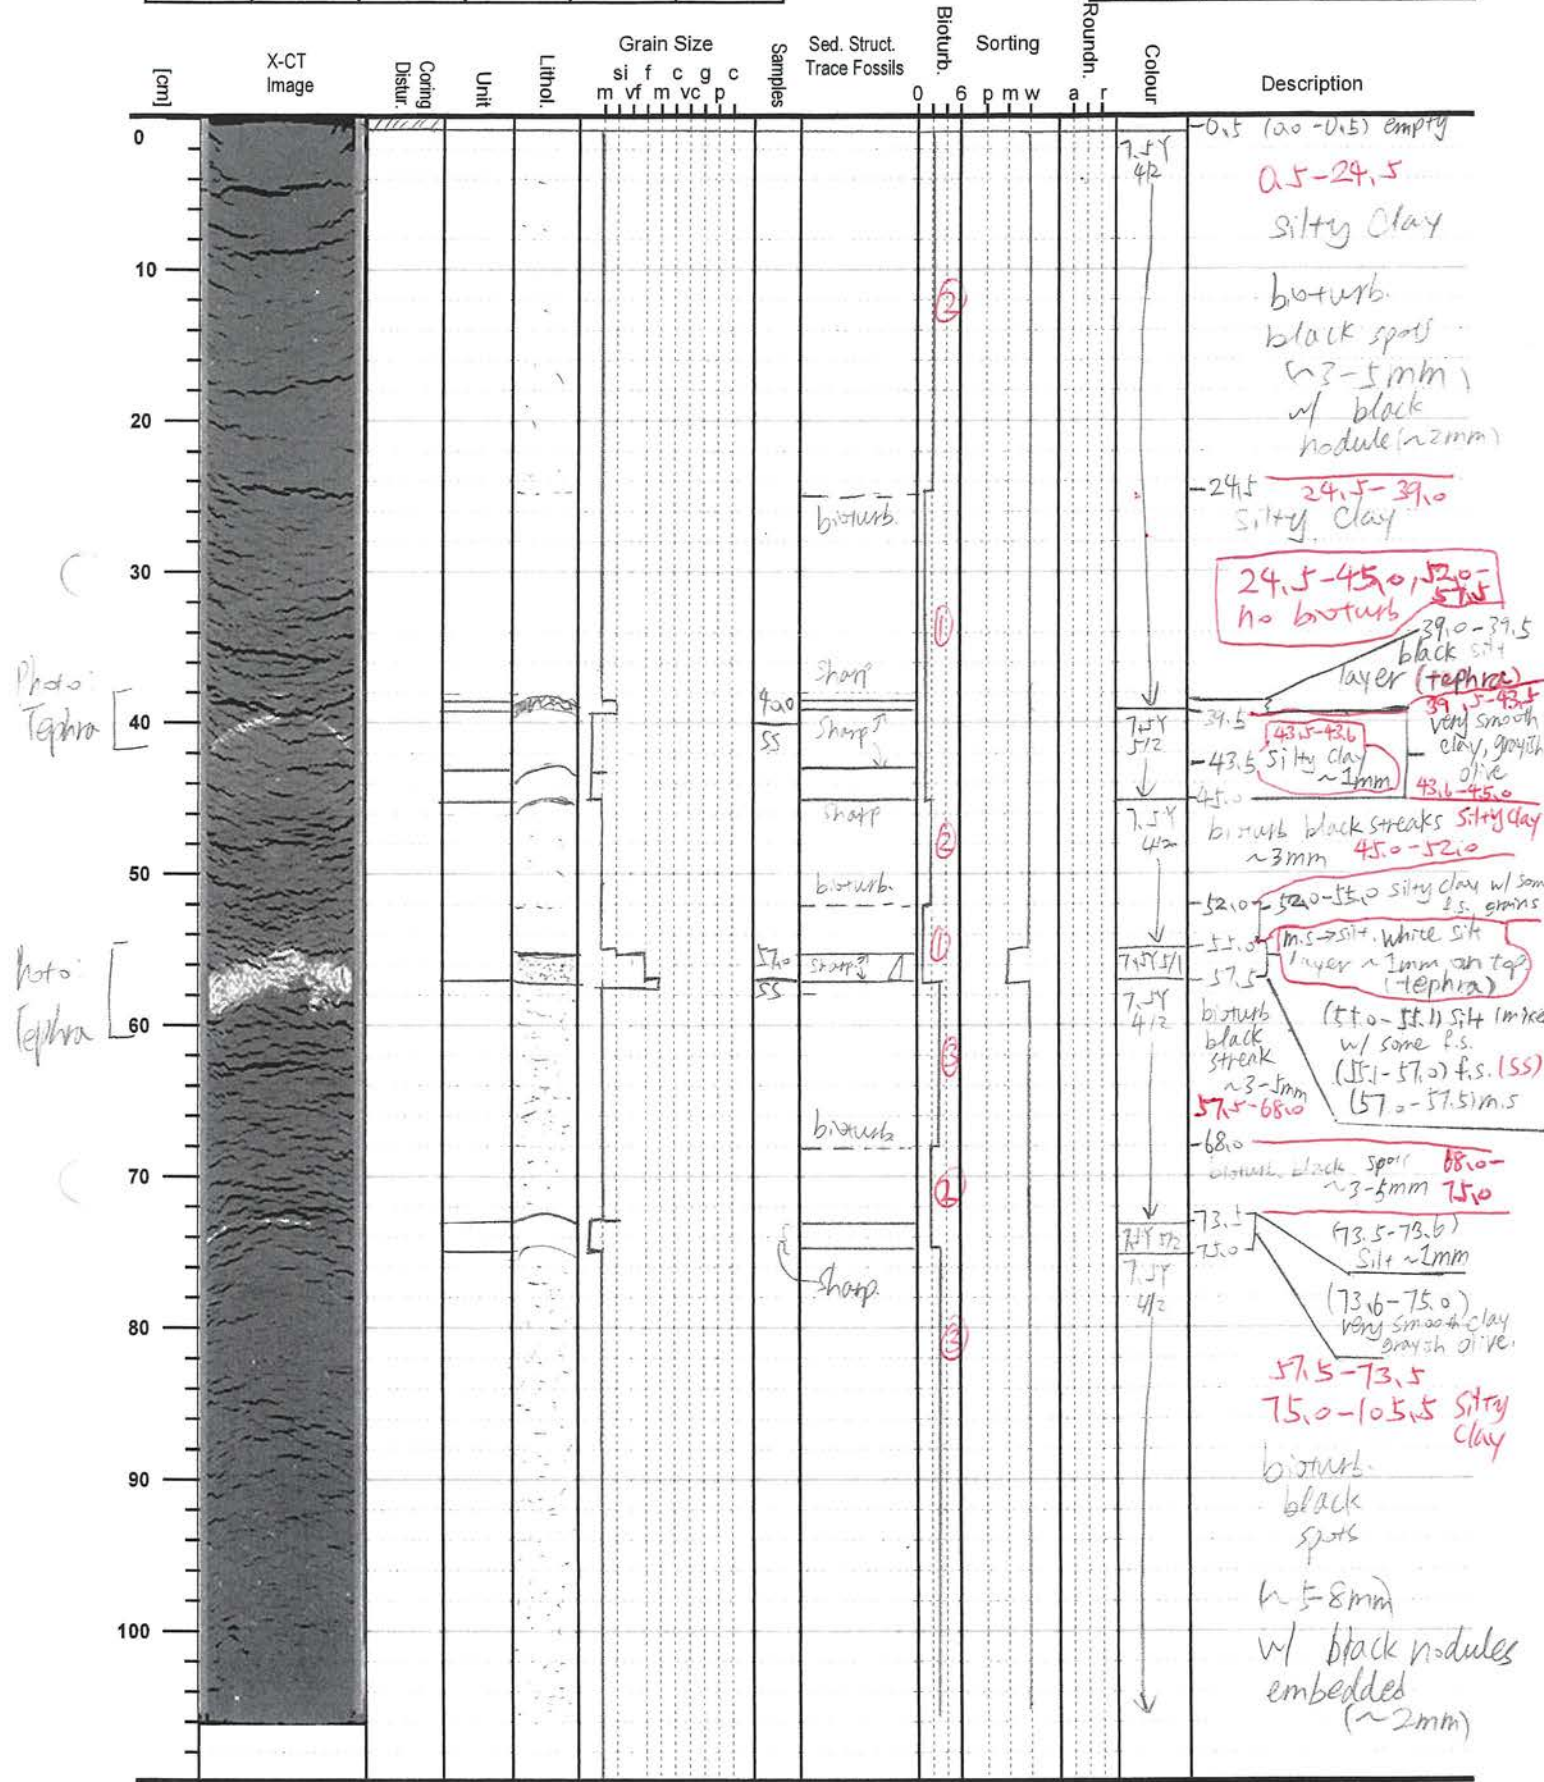 [cm]
X-CT
Image
Coring
Distur.
Unit
Lithol.
Grain Size
si f c g c
m vf m vc p
Samples
Sed. Struct.
Trace Fossils
Bioturb.
0 6
Sorting
p m w
Roundn.
a r
Colour
Description
0
10
20
30
40
50
60
70
80
90
100
Photo:
Tephra
Tephra
40.0
SS
57.0
SS
bioturb.
Sharp
Sharp
Sharp
bioturb.
Sharp
bioturb.
Sharp.
②
①
②
①
③
②
③
7.5Y
4/2
7.5Y
5/2
7.5Y
4/2
7.5Y 5/1
7.5Y
4/2
7.5Y 5/2
7.5Y
4/2
-0.5 (0.0-0.5) empty
0.5-24.5
silty Clay
bioturb.
black spots
~3-5mm
w/ black
nodule (~2mm)
-24.5
24.5-39.0
Silty Clay
24.5-45.0, 52.0-
57.5
no bioturb
39.0-39.5
black silt
layer (tephra)
39.5
39.5-43.5
very smooth
clay, grayish
olive
-43.5
43.5-43.6
Silty clay
~1mm
43.6-45.0
silty clay
-45.0
bioturb black streaks
~3mm
45.0-52.0
-52.0
52.0-55.0 silty clay w/ som
f.s. grains
-55.0
m.s→silt. white silt
layer ~1mm on top
(tephra)
-57.5
bioturb
black
streak
~3-5mm
57.5-68.0
(55.0-55.1) silt (mixe
w/ some f.s.
(55.1-57.0) f.s. (SS)
(57.0-57.5) m.s
-68.0
bioturb. black spots
~3-5mm
68.0-
75.0
-73.5
75.0
(73.5-73.6)
Silt ~1mm
(73.6-75.0)
very smooth clay
grayish olive.
57.5-73.5
75.0-105.5 silty
clay
bioturb.
black
spots
~5-8mm
w/ black nodules
embedded
(~2mm)